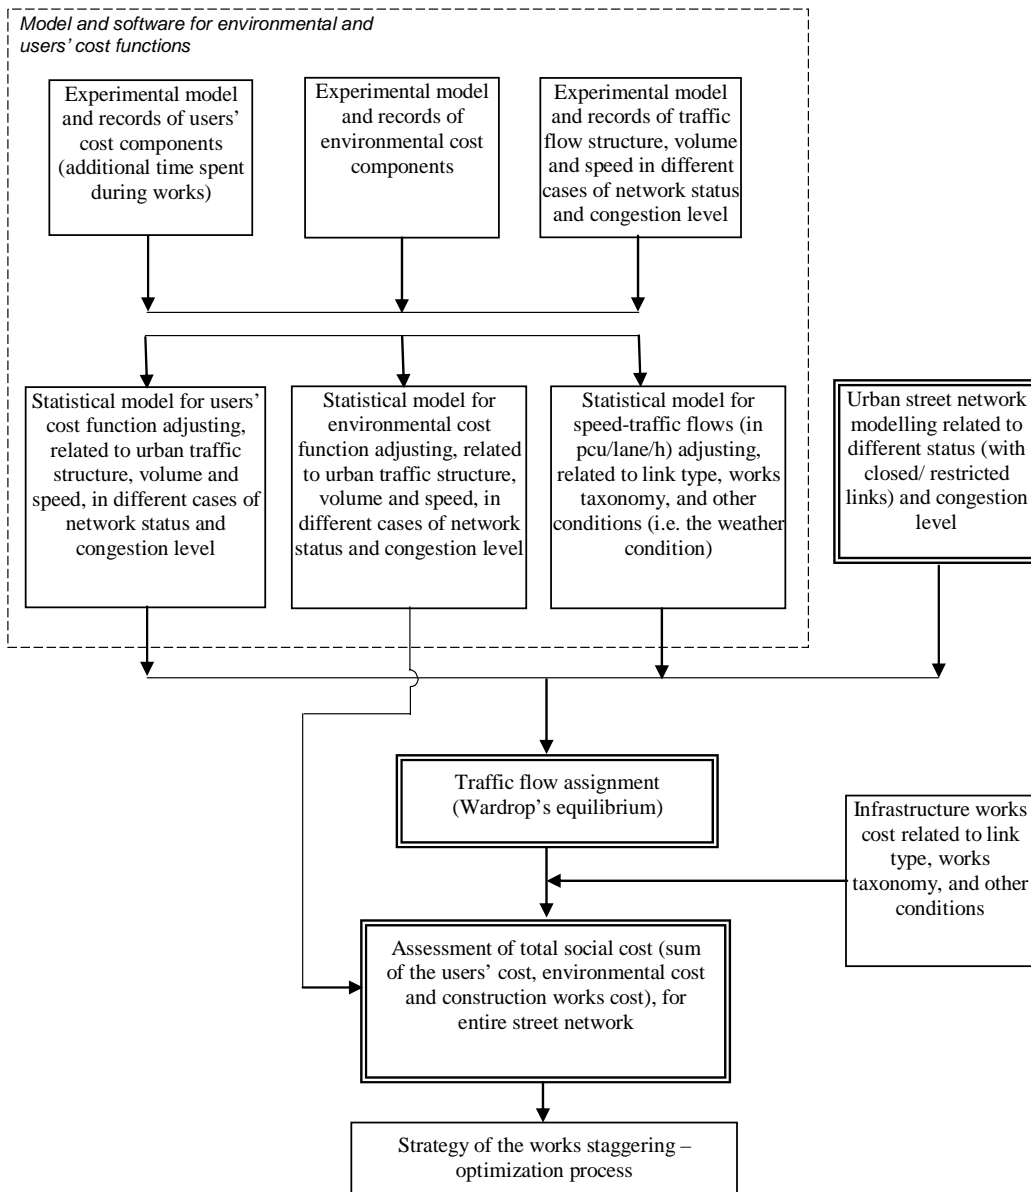 Model and software for environmental and
users’ cost functions
Experimental model
and records of users’
cost components
(additional time spent
during works)
Experimental model
and records of
environmental cost
components
Experimental model
and records of traffic
flow structure, volume
and speed in different
cases of network status
and congestion level
Statistical model for users’
cost function adjusting,
related to urban traffic
structure, volume and
speed, in different cases of
network status and
congestion level
Statistical model for
environmental cost
function adjusting, related
to urban traffic structure,
volume and speed, in
different cases of network
status and congestion level
Statistical model for
speed-traffic flows (in
pcu/lane/h) adjusting,
related to link type, works
taxonomy, and other
conditions (i.e. the weather
condition)
Urban street network
modelling related to
different status (with
closed/ restricted
links) and congestion
level
Traffic flow assignment
(Wardrop’s equilibrium)
Infrastructure works
cost related to link
type, works
taxonomy, and other
conditions
Assessment of total social cost (sum
of the users’ cost, environmental cost
and construction works cost), for
entire street network
Strategy of the works staggering –
optimization process